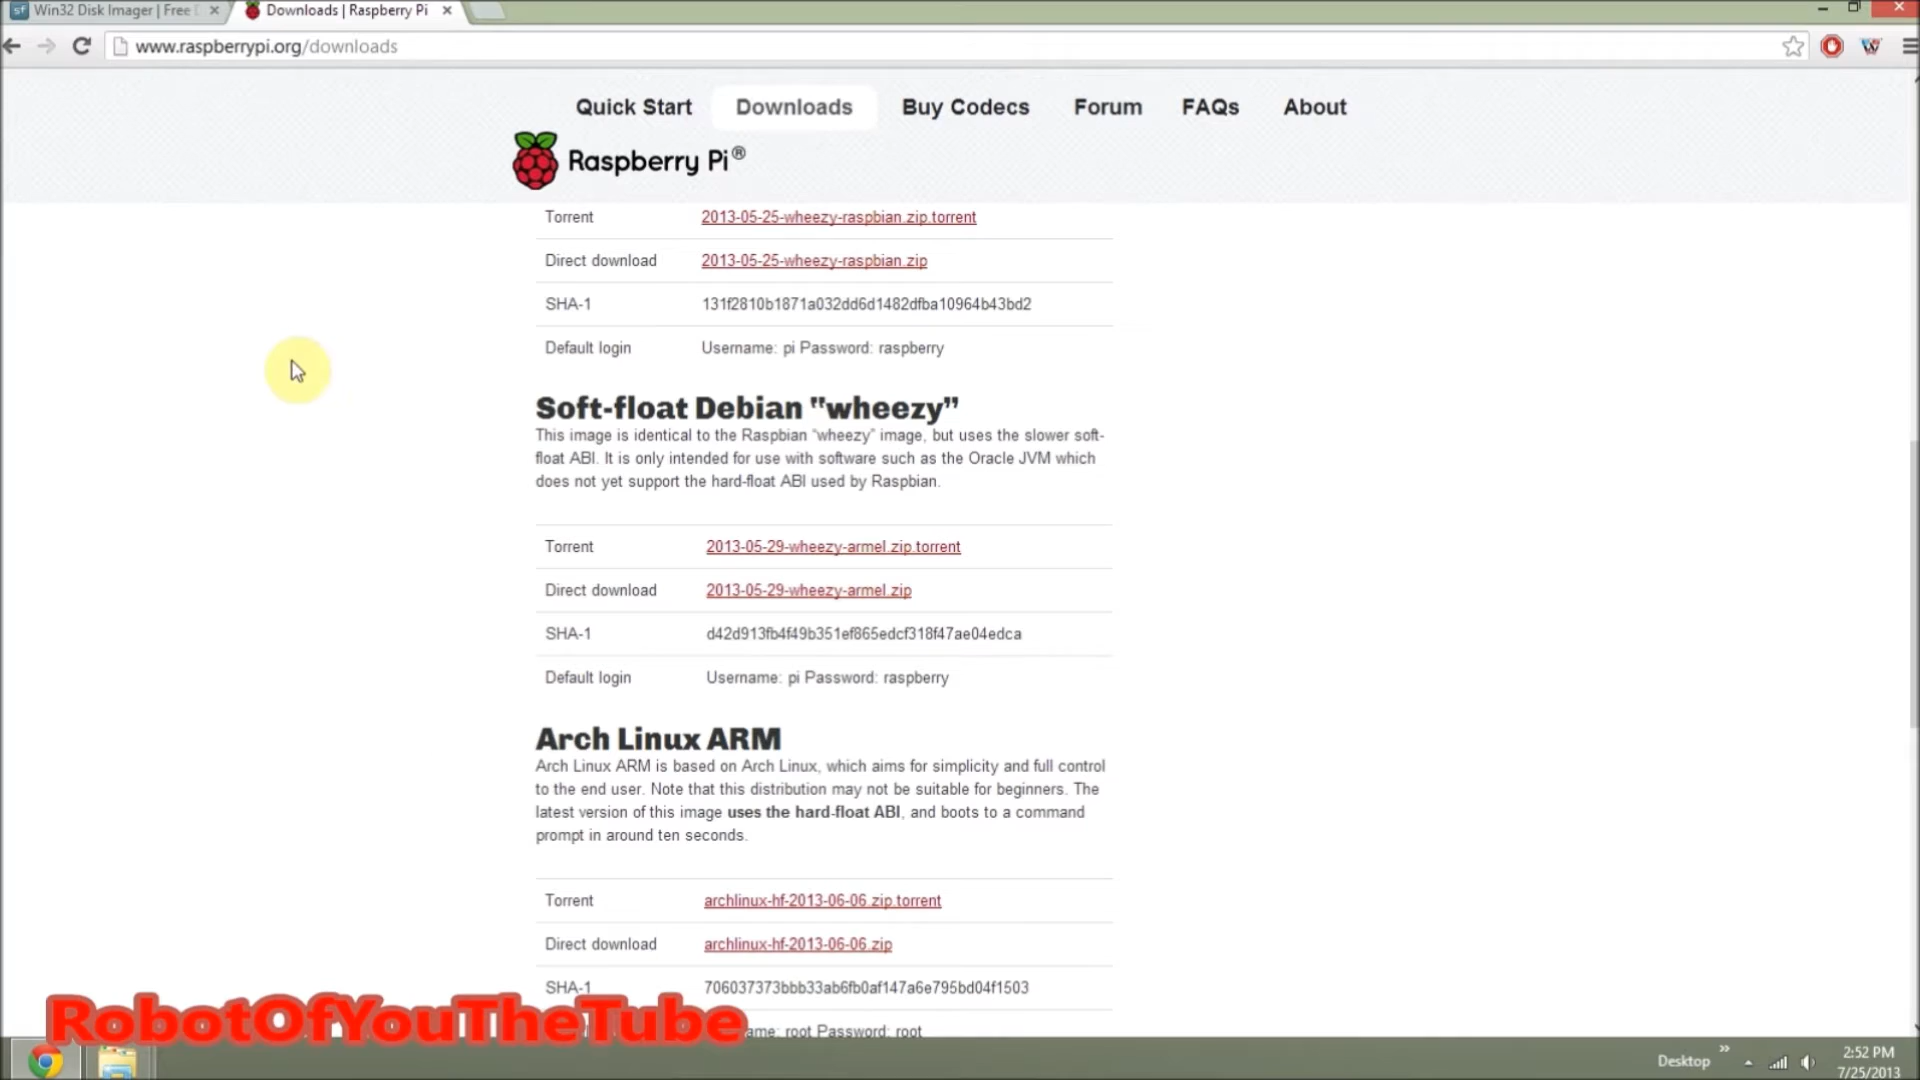 Win32 Disk Imager | Free
Downloads | Raspberry Pi
www.raspberrypi.org/downloads
Quick Start Downloads Buy Codecs Forum FAQs About
Raspberry Pi®
Torrent 2013-05-25-wheezy-raspbian.zip.torrent
Direct download 2013-05-25-wheezy-raspbian.zip
SHA-1 131f2810b1871a032dd6d1482dfba10964b43bd2
Default login Username: pi Password: raspberry
Soft-float Debian "wheezy”
This image is identical to the Raspbian “wheezy” image, but uses the slower soft-
float ABI. It is only intended for use with software such as the Oracle JVM which
does not yet support the hard-float ABI used by Raspbian.
Torrent 2013-05-29-wheezy-armel.zip.torrent
Direct download 2013-05-29-wheezy-armel.zip
SHA-1 d42d913fb4f49b351ef865edcf318f47ae04edca
Default login Username: pi Password: raspberry
Arch Linux ARM
Arch Linux ARM is based on Arch Linux, which aims for simplicity and full control
to the end user. Note that this distribution may not be suitable for beginners. The
latest version of this image uses the hard-float ABI, and boots to a command
prompt in around ten seconds.
Torrent archlinux-hf-2013-06-06.zip.torrent
Direct download archlinux-hf-2013-06-06.zip
SHA-1 706037373bbb33ab6fb0af147a6e795bd04f1503
RobotOfYouTheTube
ame: root Password: root
Desktop
2:52 PM
7/25/2013